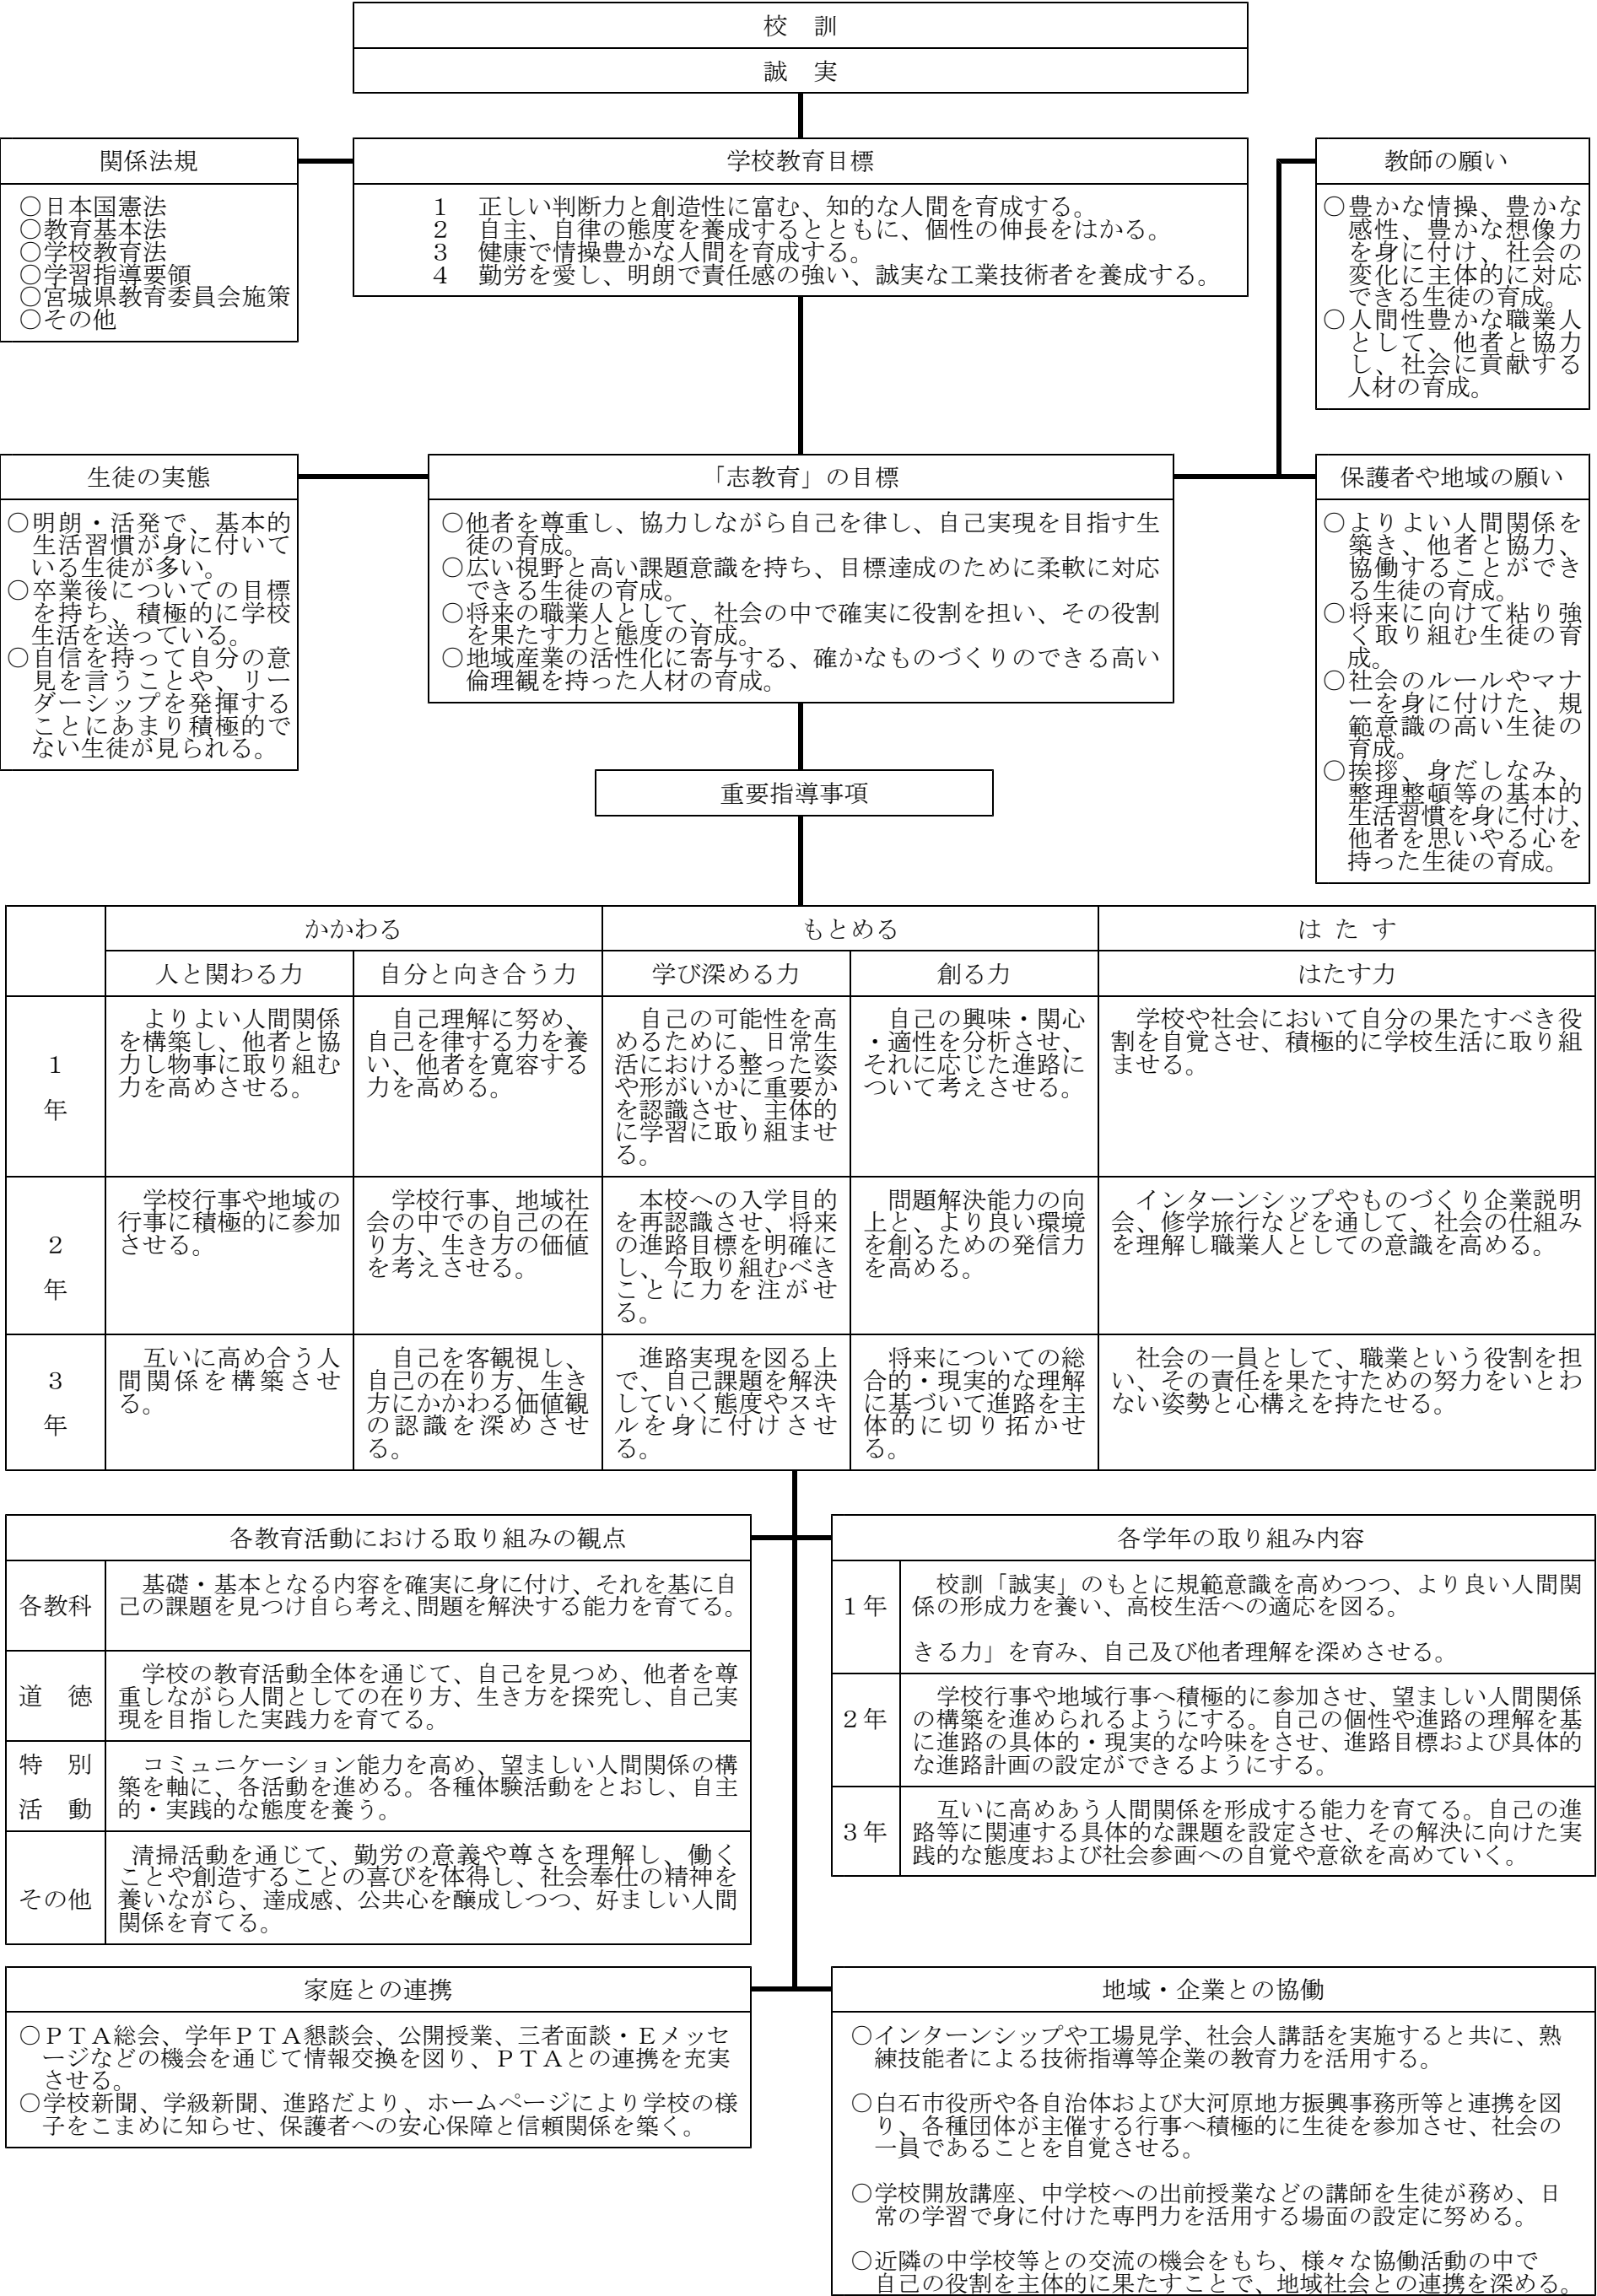 校　訓
誠　実
関係法規
○日本国憲法
○教育基本法
○学校教育法
○学習指導要領
○宮城県教育委員会施策
○その他
学校教育目標
１　正しい判断力と創造性に富む、知的な人間を育成する。
２　自主、自律の態度を養成するとともに、個性の伸長をはかる。
３　健康で情操豊かな人間を育成する。
４　勤労を愛し、明朗で責任感の強い、誠実な工業技術者を養成する。
教師の願い
○豊かな情操、豊かな
感性、豊かな想像力
を身に付け、社会の
変化に主体的に対応
できる生徒の育成。
○人間性豊かな職業人
として、他者と協力
し、社会に貢献する
人材の育成。
生徒の実態
○明朗・活発で、基本的
生活習慣が身に付いて
いる生徒が多い。
○卒業後についての目標
を持ち、積極的に学校
生活を送っている。
○自信を持って自分の意
見を言うことや、リー
ダーシップを発揮する
ことにあまり積極的で
ない生徒が見られる。
「志教育」の目標
○他者を尊重し、協力しながら自己を律し、自己実現を目指す生
徒の育成。
○広い視野と高い課題意識を持ち、目標達成のために柔軟に対応
できる生徒の育成。
○将来の職業人として、社会の中で確実に役割を担い、その役割
を果たす力と態度の育成。
○地域産業の活性化に寄与する、確かなものづくりのできる高い
倫理観を持った人材の育成。
保護者や地域の願い
○よりよい人間関係を
築き、他者と協力、
協働することができ
る生徒の育成。
○将来に向けて粘り強
く取り組む生徒の育
成。
○社会のルールやマナ
ーを身に付けた、規
範意識の高い生徒の
育成。
○挨拶、身だしなみ、
整理整頓等の基本的
生活習慣を身に付け、
他者を思いやる心を
持った生徒の育成。
重要指導事項
かかわる
もとめる
は た す
人と関わる力
自分と向き合う力
学び深める力
創る力
はたす力
１
年
よりよい人間関係
を構築し、他者と協
力し物事に取り組む
力を高めさせる。
自己理解に努め、
自己を律する力を養
い、他者を寛容する
力を高める。
自己の可能性を高
めるために、日常生
活における整った姿
や形がいかに重要か
を認識させ、主体的
に学習に取り組ませ
る。
自己の興味・関心
・適性を分析させ、
それに応じた進路に
ついて考えさせる。
学校や社会において自分の果たすべき役
割を自覚させ、積極的に学校生活に取り組
ませる。
２
年
学校行事や地域の
行事に積極的に参加
させる。
学校行事、地域社
会の中での自己の在
り方、生き方の価値
を考えさせる。
本校への入学目的
を再認識させ、将来
の進路目標を明確に
し、今取り組むべき
ことに力を注がせ
る。
問題解決能力の向
上と、より良い環境
を創るための発信力
を高める。
インターンシップやものづくり企業説明
会、修学旅行などを通して、社会の仕組み
を理解し職業人としての意識を高める。
３
年
互いに高め合う人
間関係を構築させ
る。
自己を客観視し、
自己の在り方、生き
方にかかわる価値観
の認識を深めさせ
る。
進路実現を図る上
で、自己課題を解決
していく態度やスキ
ルを身に付けさせ
る。
将来についての総
合的・現実的な理解
に基づいて進路を主
体的に切り拓かせ
る。
社会の一員として、職業という役割を担
い、その責任を果たすための努力をいとわ
ない姿勢と心構えを持たせる。
各教育活動における取り組みの観点
各教科
基礎・基本となる内容を確実に身に付け、それを基に自
己の課題を見つけ自ら考え、問題を解決する能力を育てる。
道　徳
学校の教育活動全体を通じて、自己を見つめ、他者を尊
重しながら人間としての在り方、生き方を探究し、自己実
現を目指した実践力を育てる。
特　別
活　動
コミュニケーション能力を高め、望ましい人間関係の構
築を軸に、各活動を進める。各種体験活動をとおし、自主
的・実践的な態度を養う。
その他
清掃活動を通じて、勤労の意義や尊さを理解し、働く
ことや創造することの喜びを体得し、社会奉仕の精神を
養いながら、達成感、公共心を醸成しつつ、好ましい人間
関係を育てる。
各学年の取り組み内容
１年
校訓「誠実」のもとに規範意識を高めつつ、より良い人間関
係の形成力を養い、高校生活への適応を図る。
きる力」を育み、自己及び他者理解を深めさせる。
２年
学校行事や地域行事へ積極的に参加させ、望ましい人間関係
の構築を進められるようにする。自己の個性や進路の理解を基
に進路の具体的・現実的な吟味をさせ、進路目標および具体的
な進路計画の設定ができるようにする。
３年
互いに高めあう人間関係を形成する能力を育てる。自己の進
路等に関連する具体的な課題を設定させ、その解決に向けた実
践的な態度および社会参画への自覚や意欲を高めていく。
家庭との連携
○ＰＴＡ総会、学年ＰＴＡ懇談会、公開授業、三者面談・Ｅメッセ
ージなどの機会を通じて情報交換を図り、ＰＴＡとの連携を充実
させる。
○学校新聞、学級新聞、進路だより、ホームページにより学校の様
子をこまめに知らせ、保護者への安心保障と信頼関係を築く。
地域・企業との協働
○インターンシップや工場見学、社会人講話を実施すると共に、熟
練技能者による技術指導等企業の教育力を活用する。
○白石市役所や各自治体および大河原地方振興事務所等と連携を図
り、各種団体が主催する行事へ積極的に生徒を参加させ、社会の
一員であることを自覚させる。
○学校開放講座、中学校への出前授業などの講師を生徒が務め、日
常の学習で身に付けた専門力を活用する場面の設定に努める。
○近隣の中学校等との交流の機会をもち、様々な協働活動の中で
自己の役割を主体的に果たすことで、地域社会との連携を深める。